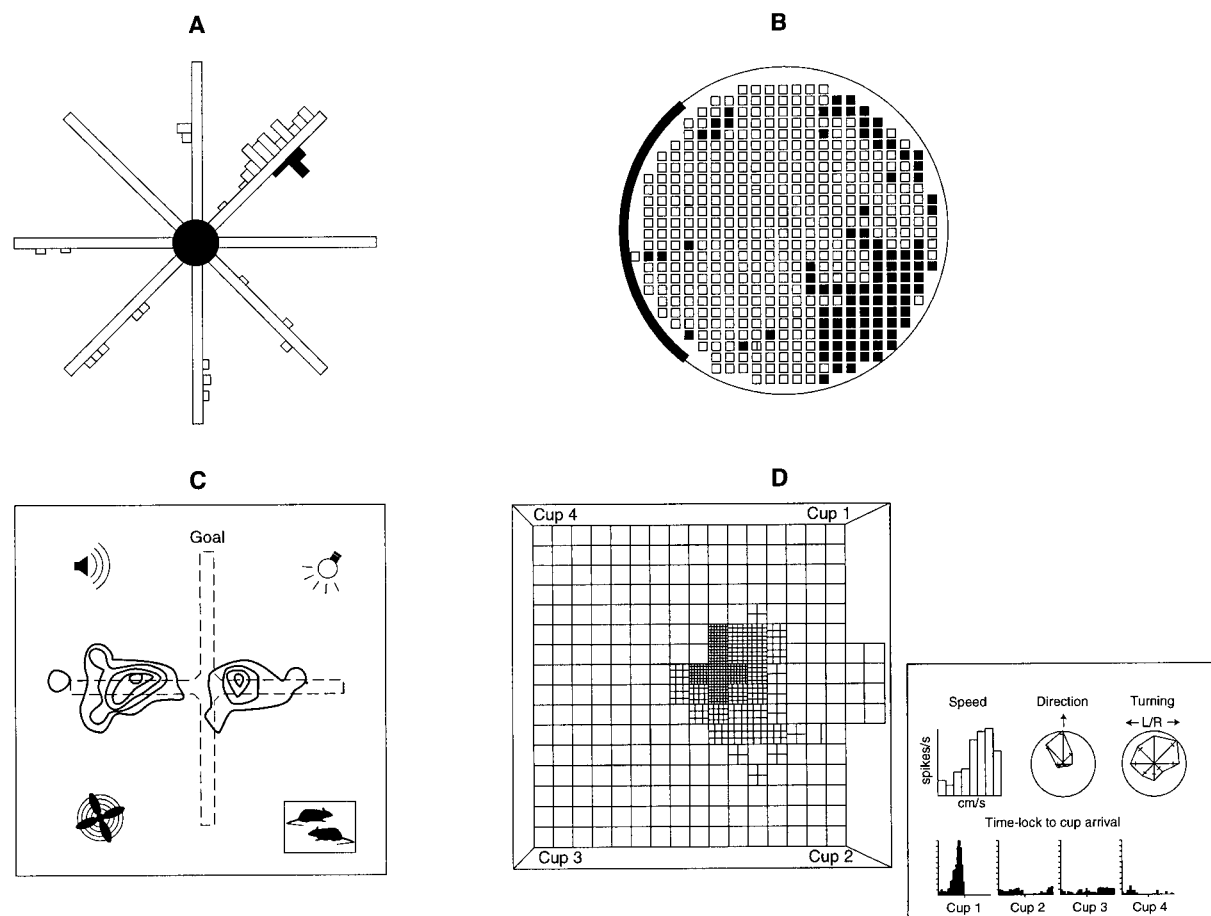 A
B
C
Goal
D
Cup 4 Cup 1
Cup 3 Cup 2
Speed Direction Turning
L/R
spikes/s
cm/s
Time-lock to cup arrival
Cup 1 Cup 2 Cup 3 Cup 4